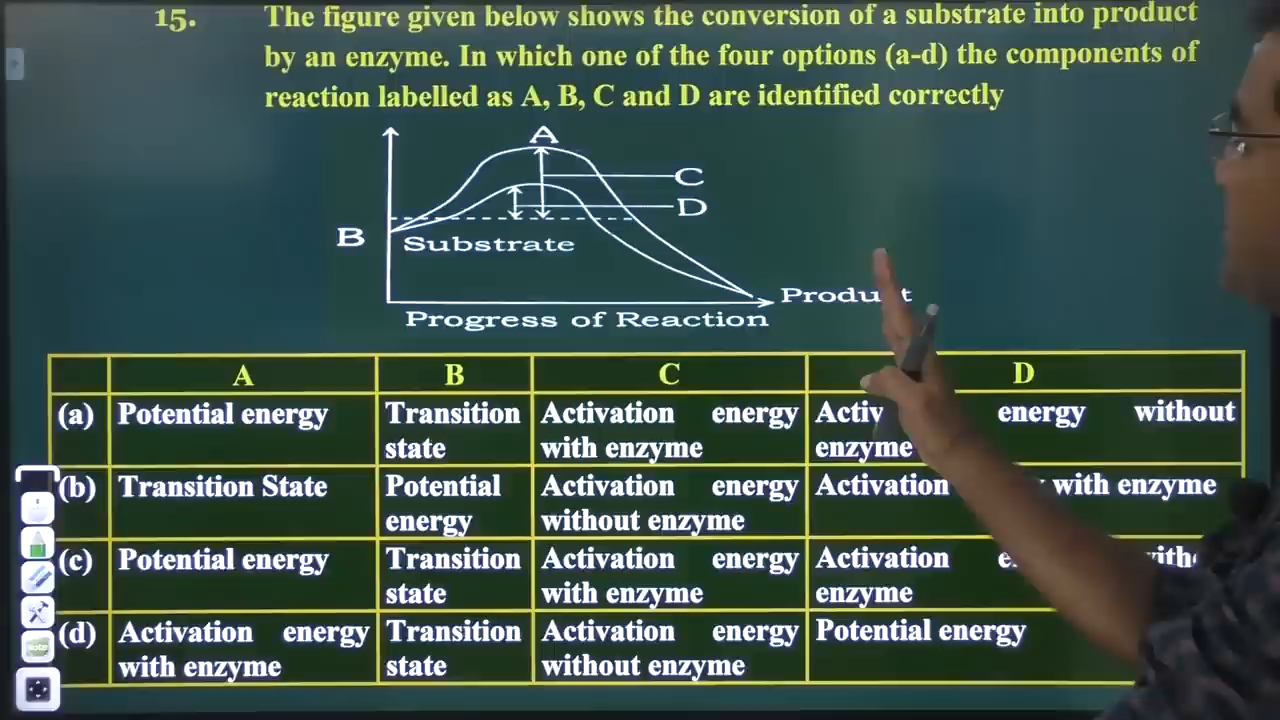 15. The figure given below shows the conversion of a substrate into product
by an enzyme. In which one of the four options (a-d) the components of
reaction labelled as A, B, C and D are identified correctly
A
C
D
B
Substrate
Product
Progress of Reaction
A B C D
(a) Potential energy Transition state Activation energy with enzyme energy without enzyme
(b) Transition State Potential energy Activation energy without enzyme Activation with enzyme
(c) Potential energy Transition state Activation energy with enzyme Activation enzyme
(d) Activation energy with enzyme Transition state Activation energy without enzyme Potential energy